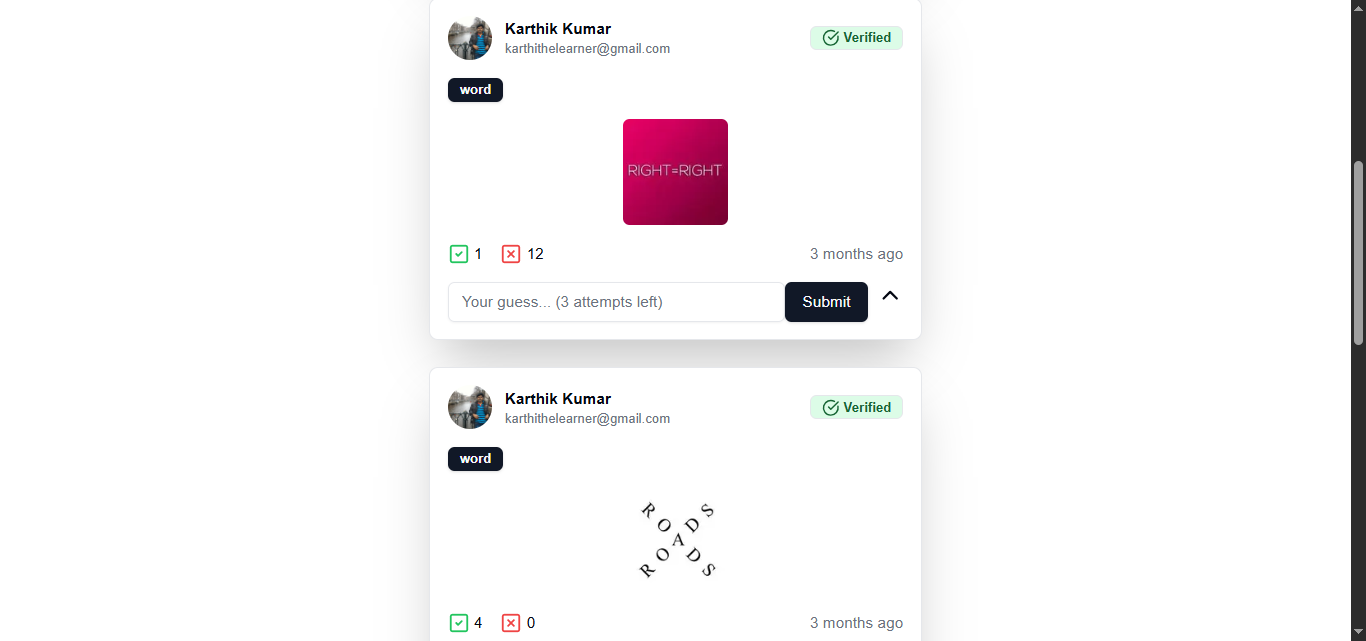 Karthik Kumar
karthithelearner@gmail.com
Verified
word
RIGHT=RIGHT
1
12
3 months ago
Your guess... (3 attempts left)
Submit
Karthik Kumar
karthithelearner@gmail.com
Verified
word
ROADS
ROADS
4
0
3 months ago